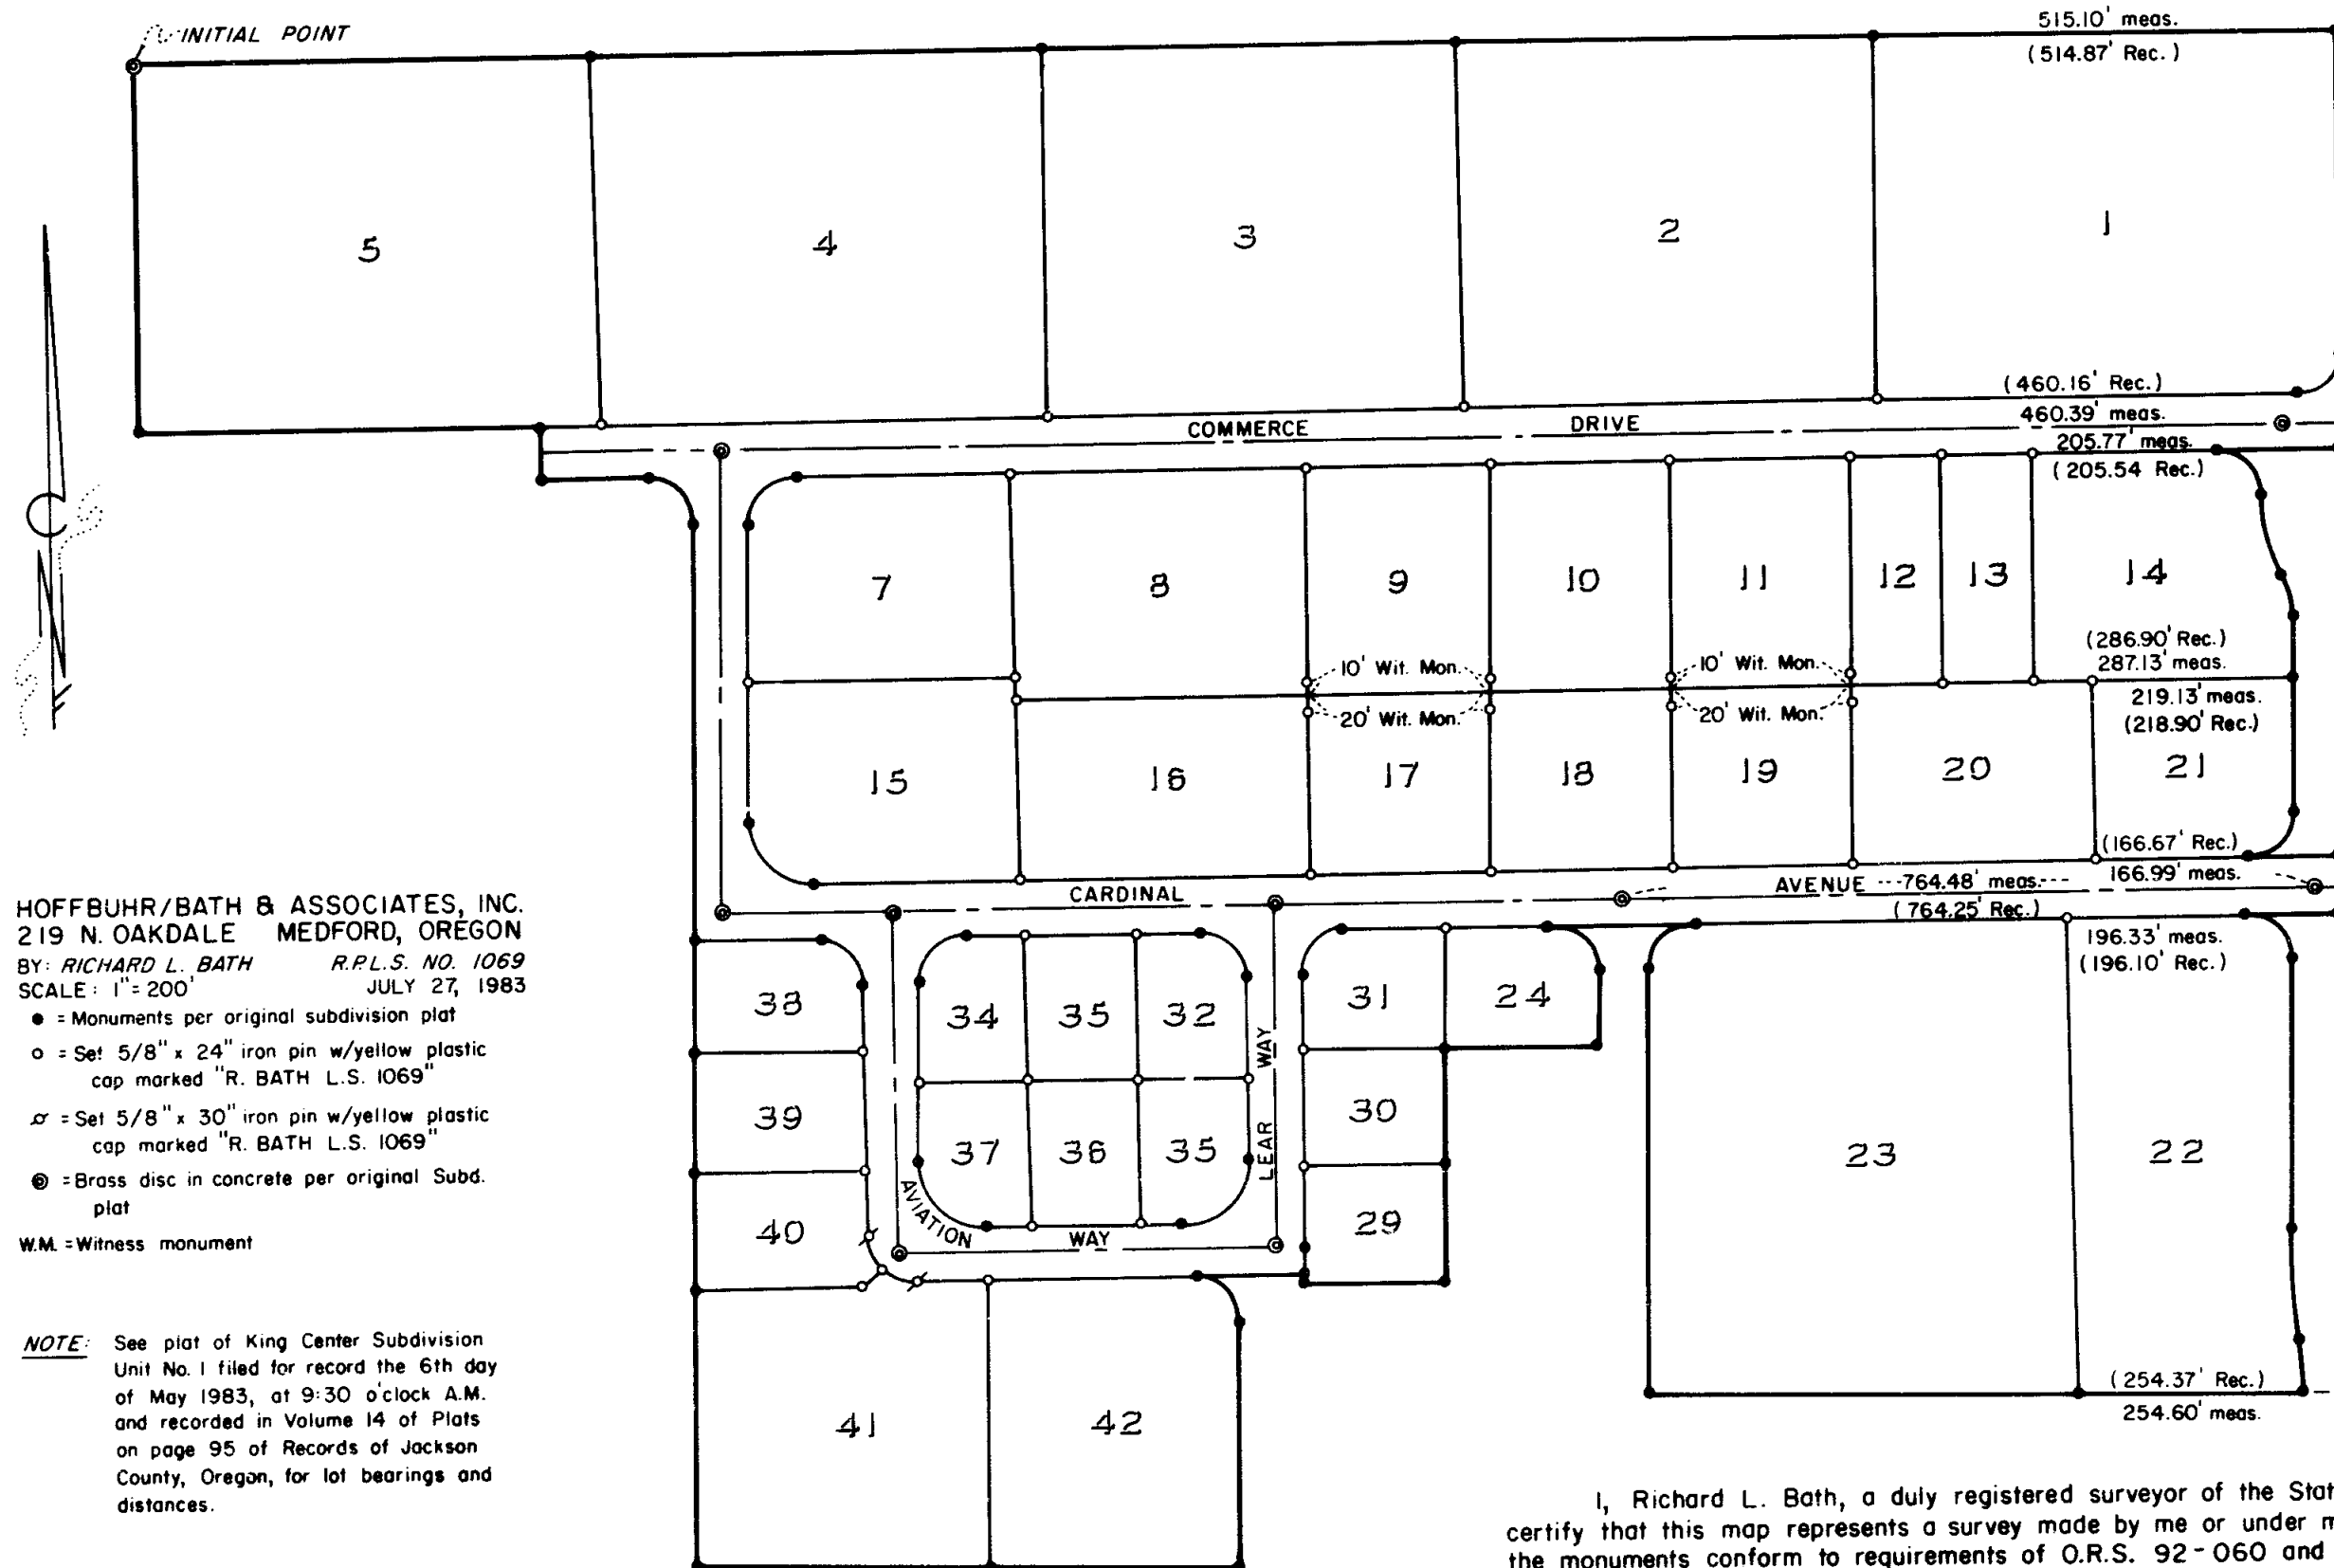 INITIAL POINT
515.10' meas.
(514.87' Rec.)
5
4
3
2
1
(460.16' Rec.)
COMMERCE DRIVE
460.39' meas.
205.77' meas.
(205.54 Rec.)
7
8
9
10
11
12
13
14
(286.90' Rec.)
10' Wit. Mon.
10' Wit. Mon.
287.13' meas.
20' Wit. Mon.
20' Wit. Mon.
219.13' meas.
(218.90' Rec.)
15
16
17
18
19
20
21
(166.67' Rec.)
CARDINAL AVENUE
764.48' meas.
166.99' meas.
(764.25' Rec.)
196.33' meas.
(196.10' Rec.)
HOFFBUHR/BATH & ASSOCIATES, INC.
219 N. OAKDALE MEDFORD, OREGON
BY: RICHARD L. BATH R.P.L.S. NO. 1069
SCALE: 1"=200' JULY 27, 1983
= Monuments per original subdivision plat
= Set 5/8" x 24" iron pin w/yellow plastic
cap marked "R. BATH L.S. 1069"
= Set 5/8" x 30" iron pin w/yellow plastic
cap marked "R. BATH L.S. 1069"
= Brass disc in concrete per original Subd.
plat
W.M. = Witness monument
NOTE: See plat of King Center Subdivision
Unit No. 1 filed for record the 6th day
of May 1983, at 9:30 o'clock A.M.
and recorded in Volume 14 of Plats
on page 95 of Records of Jackson
County, Oregon, for lot bearings and
distances.
38
34
35
32
31
24
39
37
36
35
30
23
22
40
29
AVIATION WAY
LEAR WAY
41
42
(254.37' Rec.)
254.60' meas.
I, Richard L. Bath, a duly registered surveyor of the Stat
certify that this map represents a survey made by me or under m
the monuments conform to requirements of O.R.S. 92-060 and